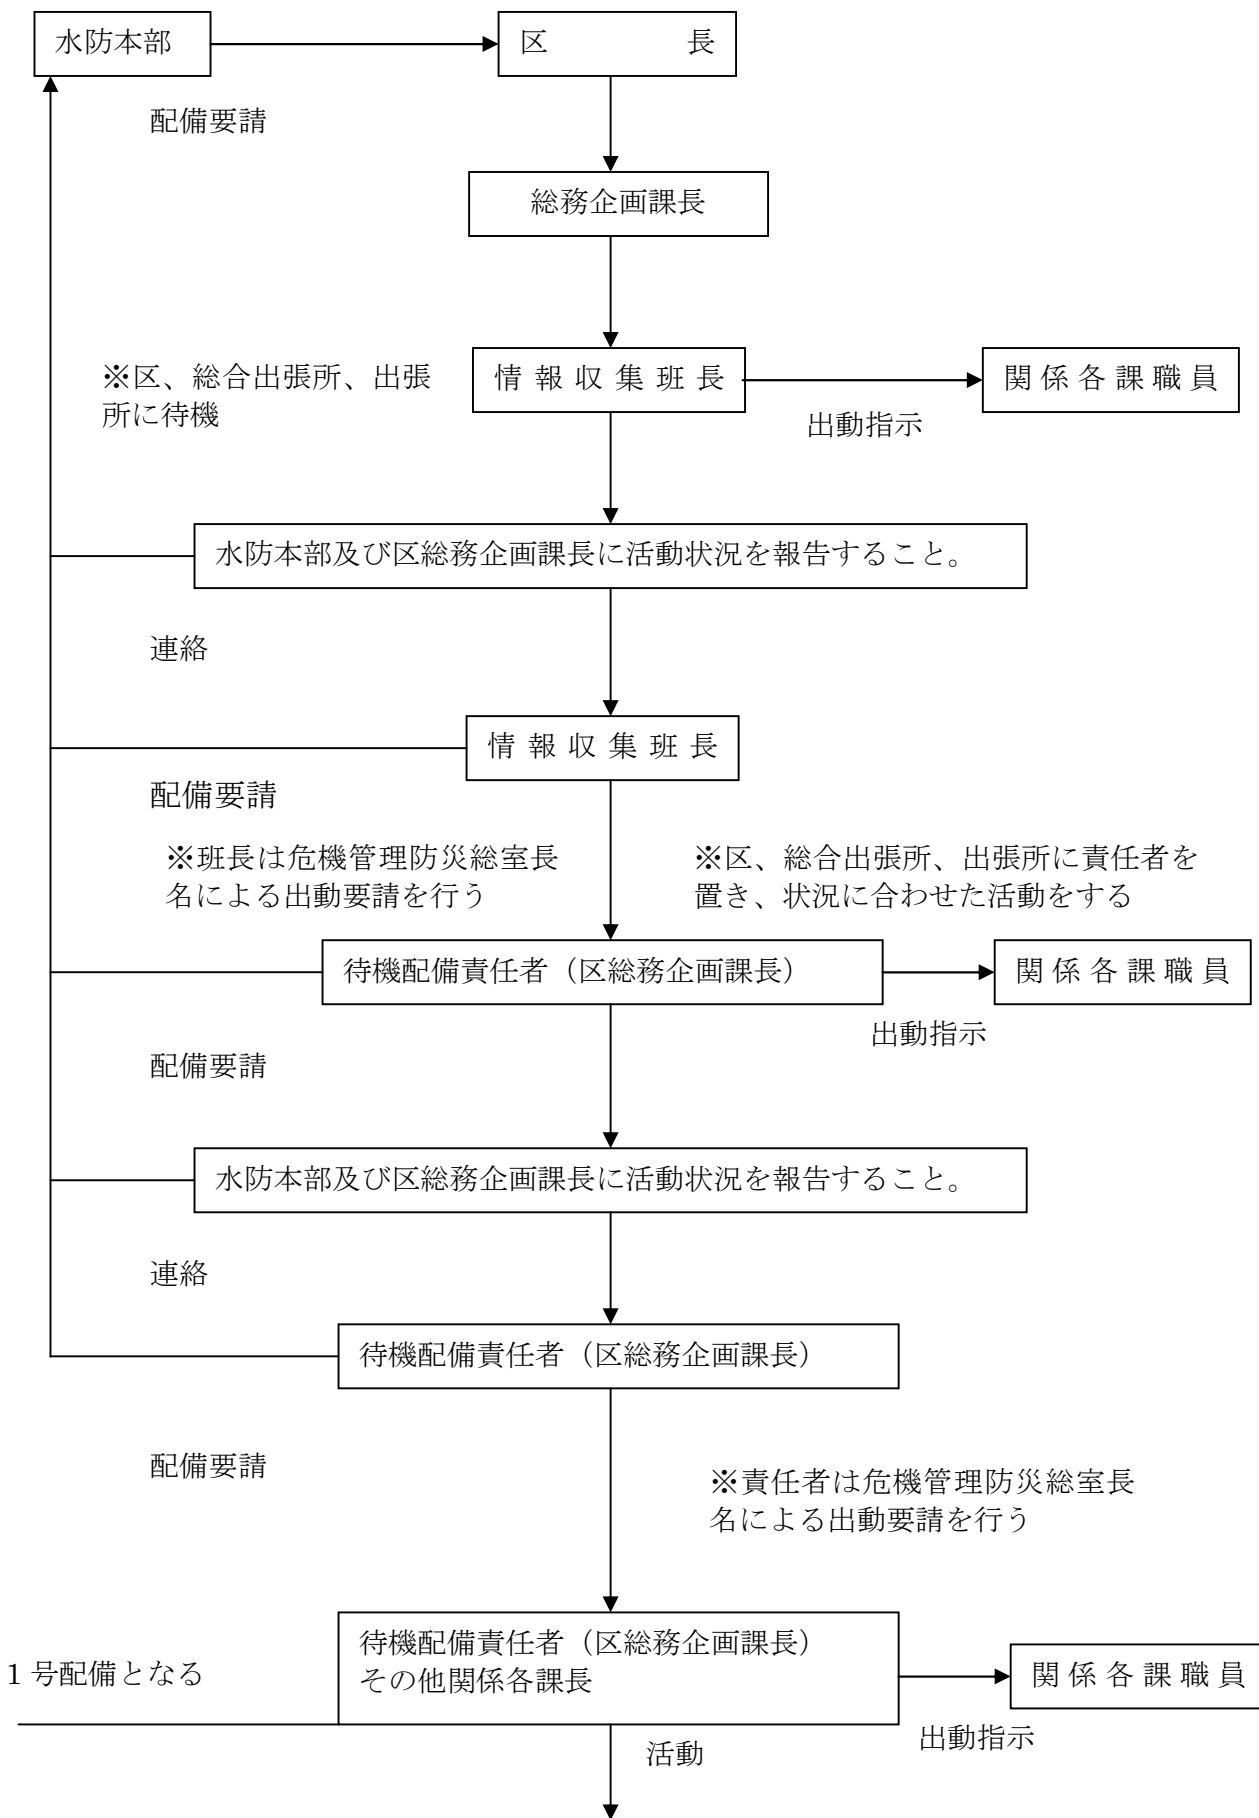 水防本部
区 長
配備要請
総務企画課長
※区、総合出張所、出張
所に待機
情報収集班長
関係各課職員
出動指示
水防本部及び区総務企画課長に活動状況を報告すること。
連絡
情報収集班長
配備要請
※班長は危機管理防災総室長
名による出動要請を行う
※区、総合出張所、出張所に責任者を
置き、状況に合わせた活動をする
待機配備責任者（区総務企画課長）
関係各課職員
出動指示
配備要請
水防本部及び区総務企画課長に活動状況を報告すること。
連絡
待機配備責任者（区総務企画課長）
配備要請
※責任者は危機管理防災総室長
名による出動要請を行う
待機配備責任者（区総務企画課長）
その他関係各課長
1号配備となる
関係各課職員
出動指示
活動